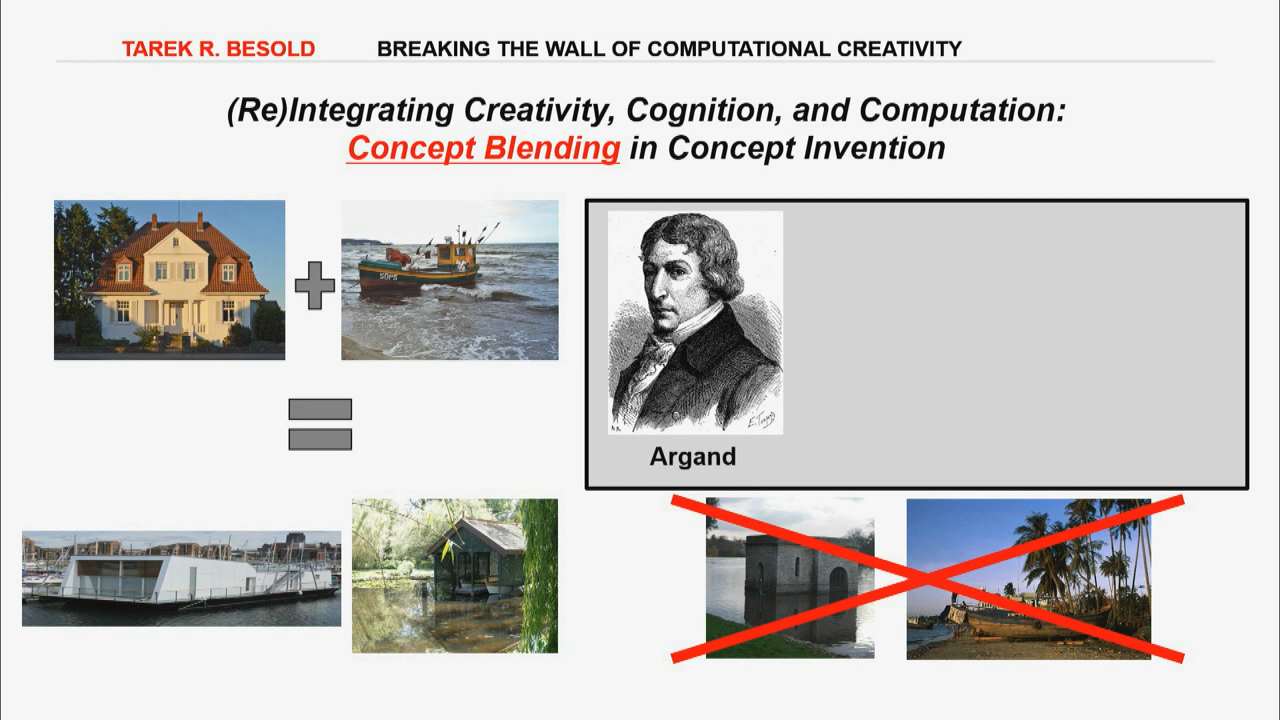 TAREK R. BESOLD BREAKING THE WALL OF COMPUTATIONAL CREATIVITY
(Re)Integrating Creativity, Cognition, and Computation:
Concept Blending in Concept Invention
Argand